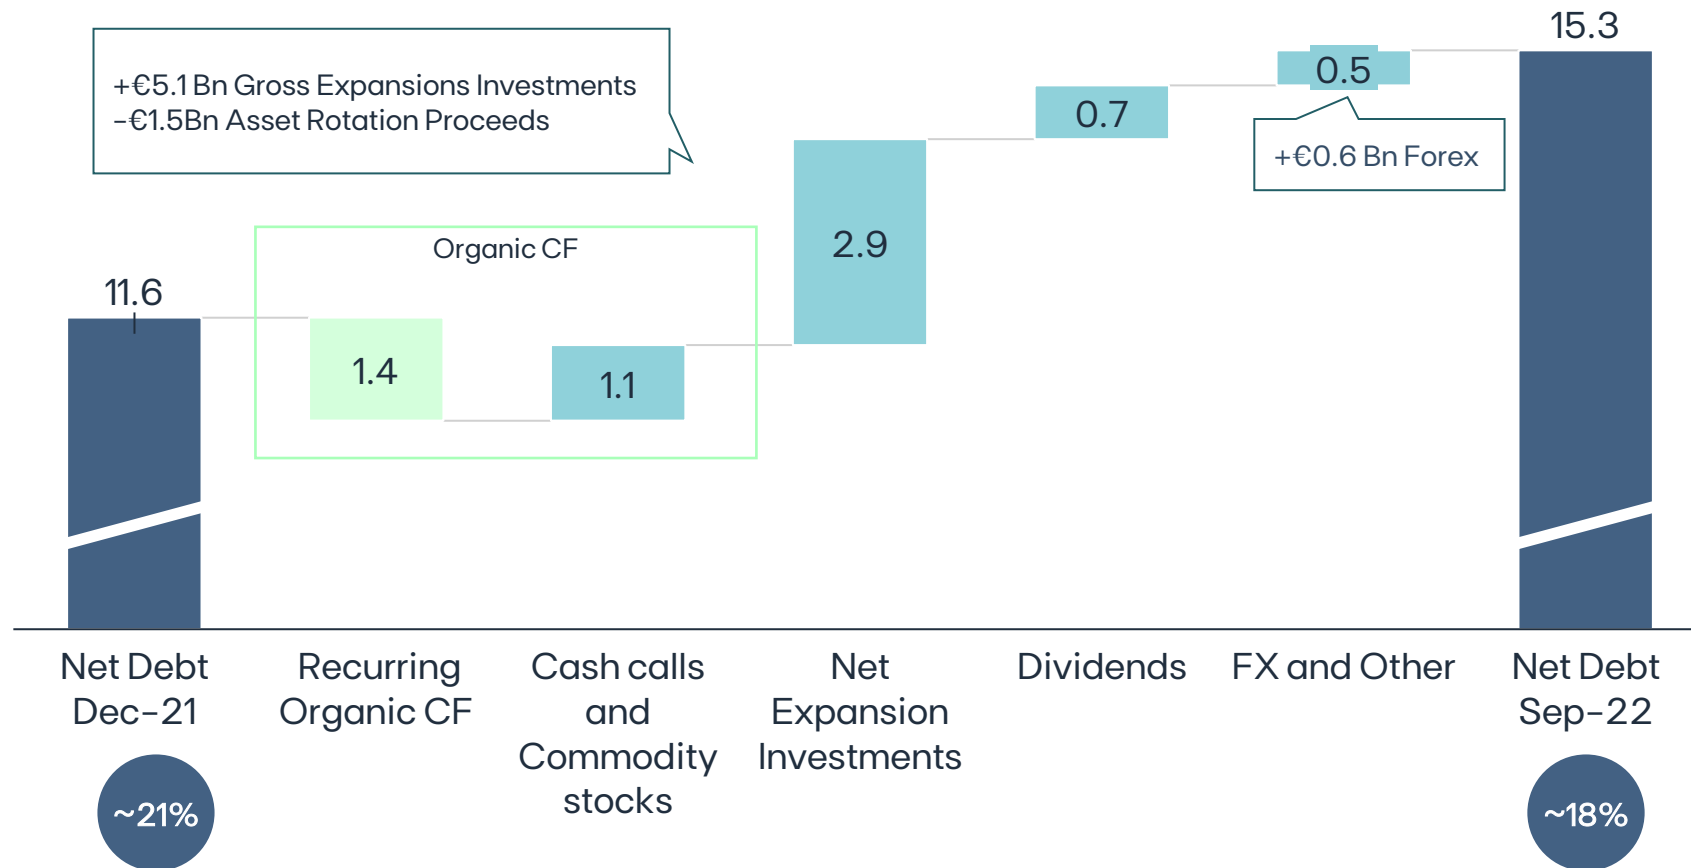 +€5.1 Bn Gross Expansions Investments
-€1.5Bn Asset Rotation Proceeds
15.3
0.5
0.7
+€0.6 Bn Forex
2.9
Organic CF
11.6
1.4
1.1
Net Debt
Dec-21
Recurring
Organic CF
Cash calls
and
Commodity
stocks
Net
Expansion
Investments
Dividends
FX and Other
Net Debt
Sep-22
~21%
~18%